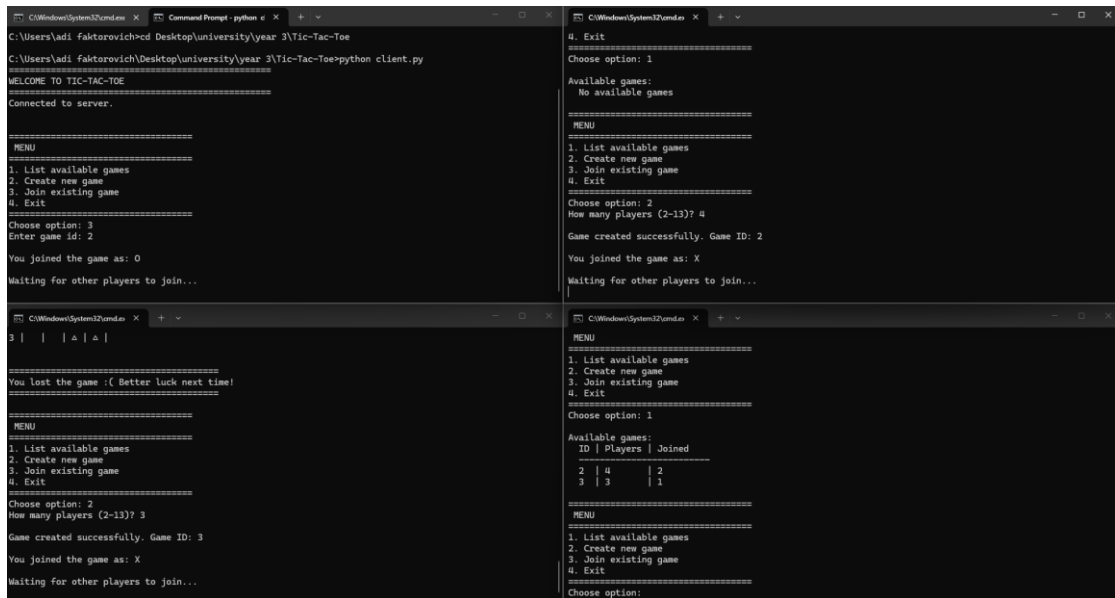 C:\Windows\System32\cmd.exe
Command Prompt - python cl
C:\Users\adi faktorovich>cd Desktop\university\year 3\Tic-Tac-Toe
C:\Users\adi faktorovich\Desktop\university\year 3\Tic-Tac-Toe>python client.py
==================================================
WELCOME TO TIC-TAC-TOE
==================================================
Connected to server.
===================================
MENU
===================================
1. List available games
2. Create new game
3. Join existing game
4. Exit
===================================
Choose option: 3
Enter game id: 2
You joined the game as: O
Waiting for other players to join...
C:\Windows\System32\cmd.ex
4. Exit
===================================
Choose option: 1
Available games:
No available games
===================================
MENU
===================================
1. List available games
2. Create new game
3. Join existing game
4. Exit
===================================
Choose option: 2
How many players (2-13)? 4
Game created successfully. Game ID: 2
You joined the game as: X
Waiting for other players to join...
C:\Windows\System32\cmd.ex
3 |   |   | △ | △ |
========================================
You lost the game :( Better luck next time!
========================================
===================================
MENU
===================================
1. List available games
2. Create new game
3. Join existing game
4. Exit
===================================
Choose option: 2
How many players (2-13)? 3
Game created successfully. Game ID: 3
You joined the game as: X
Waiting for other players to join...
C:\Windows\System32\cmd.ex
MENU
===================================
1. List available games
2. Create new game
3. Join existing game
4. Exit
===================================
Choose option: 1
Available games:
ID | Players | Joined
-------------------------
2 | 4 | 2
3 | 3 | 1
===================================
MENU
===================================
1. List available games
2. Create new game
3. Join existing game
4. Exit
===================================
Choose option: